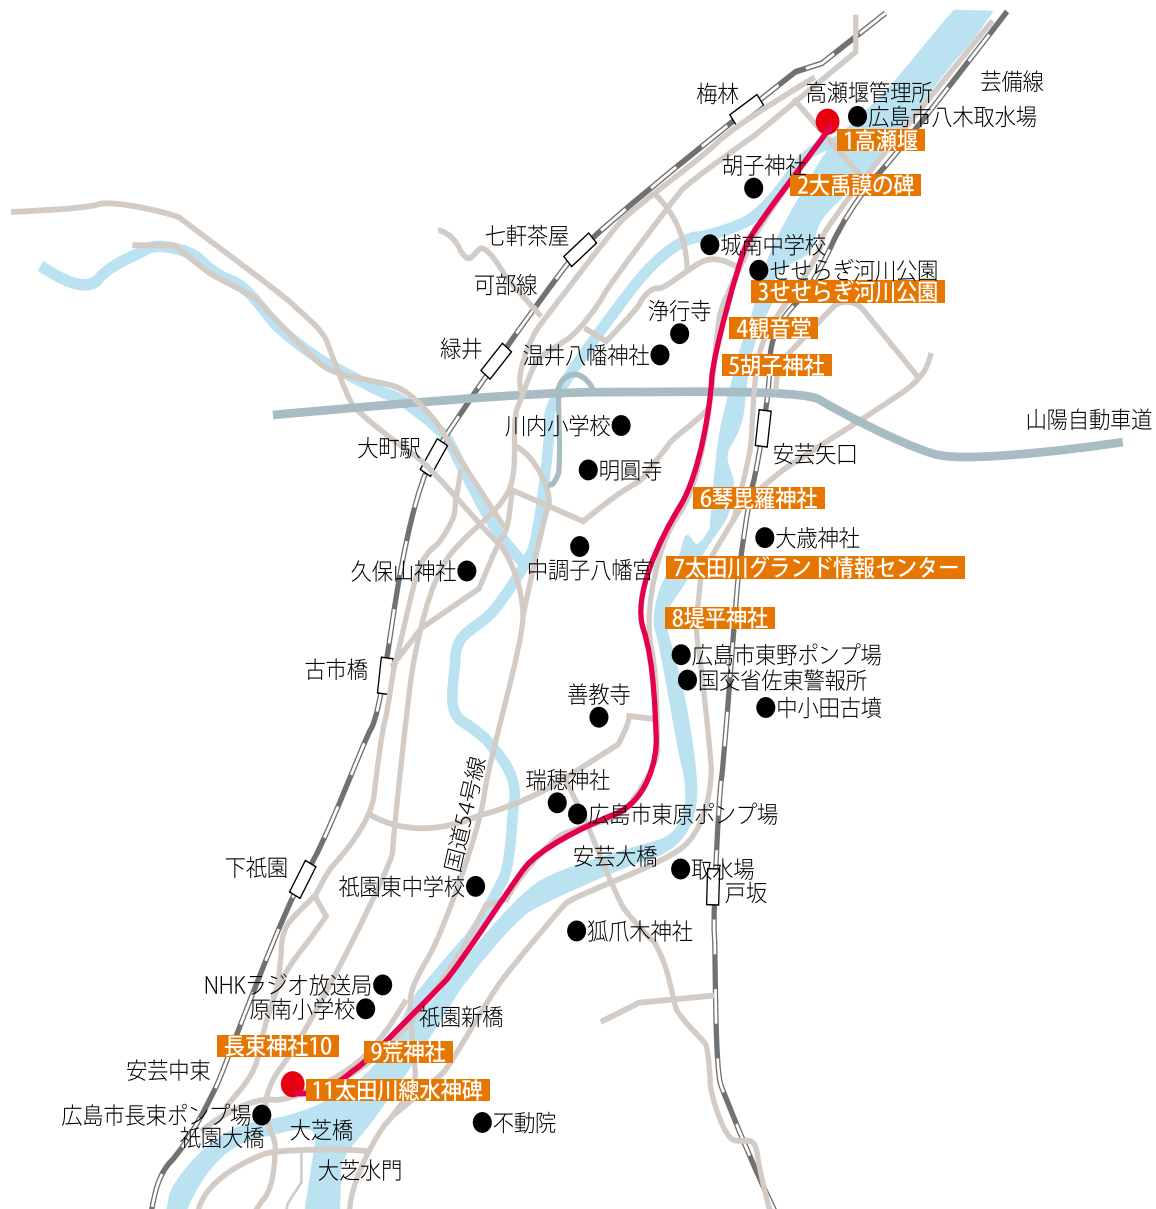 芸備線
梅林
高瀬堰管理所
広島市八木取水場
1高瀬堰
胡子神社
2大禹謨の碑
七軒茶屋
城南中学校
せせらぎ河川公園
可部線
3せせらぎ河川公園
浄行寺
4観音堂
緑井
温井八幡神社
5胡子神社
川内小学校
山陽自動車道
大町駅
安芸矢口
明圓寺
6琴毘羅神社
大歳神社
久保山神社
中調子八幡宮
7太田川グランド情報センター
8堤平神社
広島市東野ポンプ場
古市橋
国交省佐東警報所
善教寺
中小田古墳
瑞穂神社
国道54号線
広島市東原ポンプ場
安芸大橋
下祇園
取水場
祇園東中学校
戸坂
狐爪木神社
NHKラジオ放送局
原南小学校
祇園新橋
長束神社10
9荒神社
安芸中束
11太田川總水神碑
広島市長束ポンプ場
不動院
祇園大橋
大芝橋
大芝水門